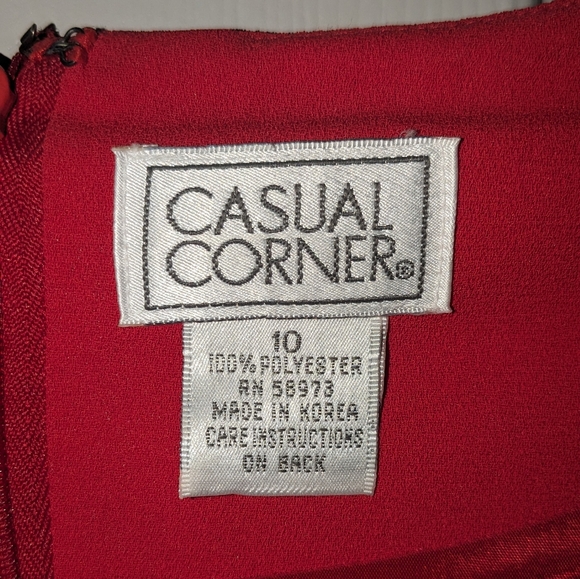 CASUAL
CORNER®
10
100% POLYESTER
RN 58973
MADE IN KOREA
CARE INSTRUCTIONS
ON BACK